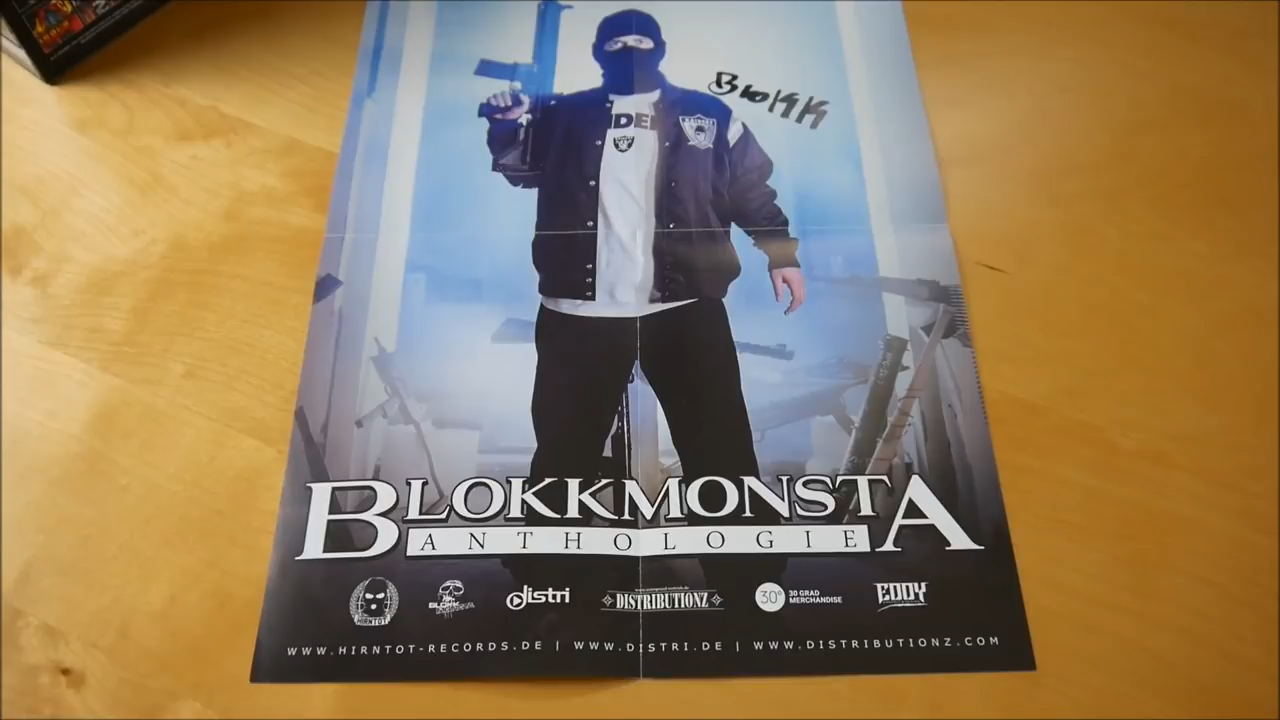 Blokk
RAIDERS
BLOKKMONSTA
ANTHOLOGIE
HIRNTOT
BLOKK
distri
DISTRIBUTIONZ
30°
30 GRAD
MERCHANDISE
EDDY
WWW.HIRNTOT-RECORDS.DE | WWW.DISTRI.DE | WWW.DISTRIBUTIONZ.COM